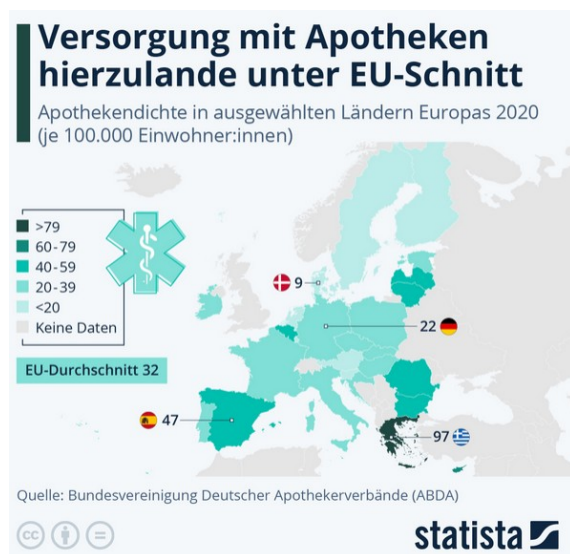 Versorgung mit Apotheken
hierzulande unter EU-Schnitt
Apothekendichte in ausgewählten Ländern Europas 2020
(je 100.000 Einwohner:innen)
>79
60-79
40-59
20-39
<20
Keine Daten
EU-Durchschnitt 32
9
22
47
97
Quelle: Bundesvereinigung Deutscher Apothekerverbände (ABDA)
cc
statista